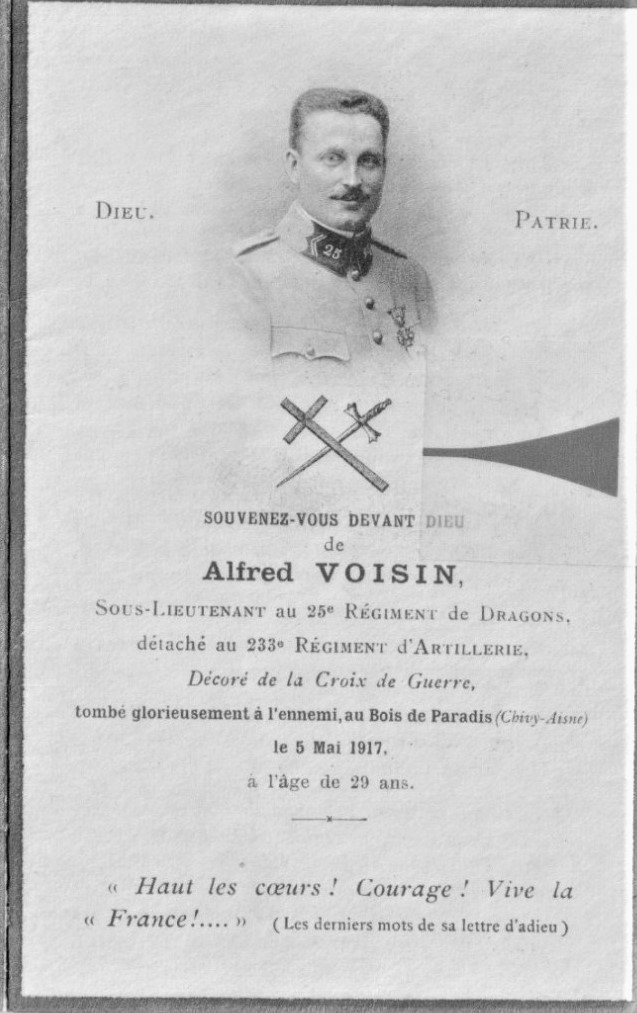 DIEU.
PATRIE.
25
SOUVENEZ-VOUS DEVANT DIEU
de
Alfred VOISIN,
SOUS-LIEUTENANT au 25e RÉGIMENT de DRAGONS,
détaché au 233e RÉGIMENT d'ARTILLERIE,
Décoré de la Croix de Guerre,
tombé glorieusement à l'ennemi, au Bois de Paradis (Chivy-Aisne)
le 5 Mai 1917,
à l'âge de 29 ans.
« Haut les cœurs ! Courage ! Vive la
« France !.... » (Les derniers mots de sa lettre d'adieu)